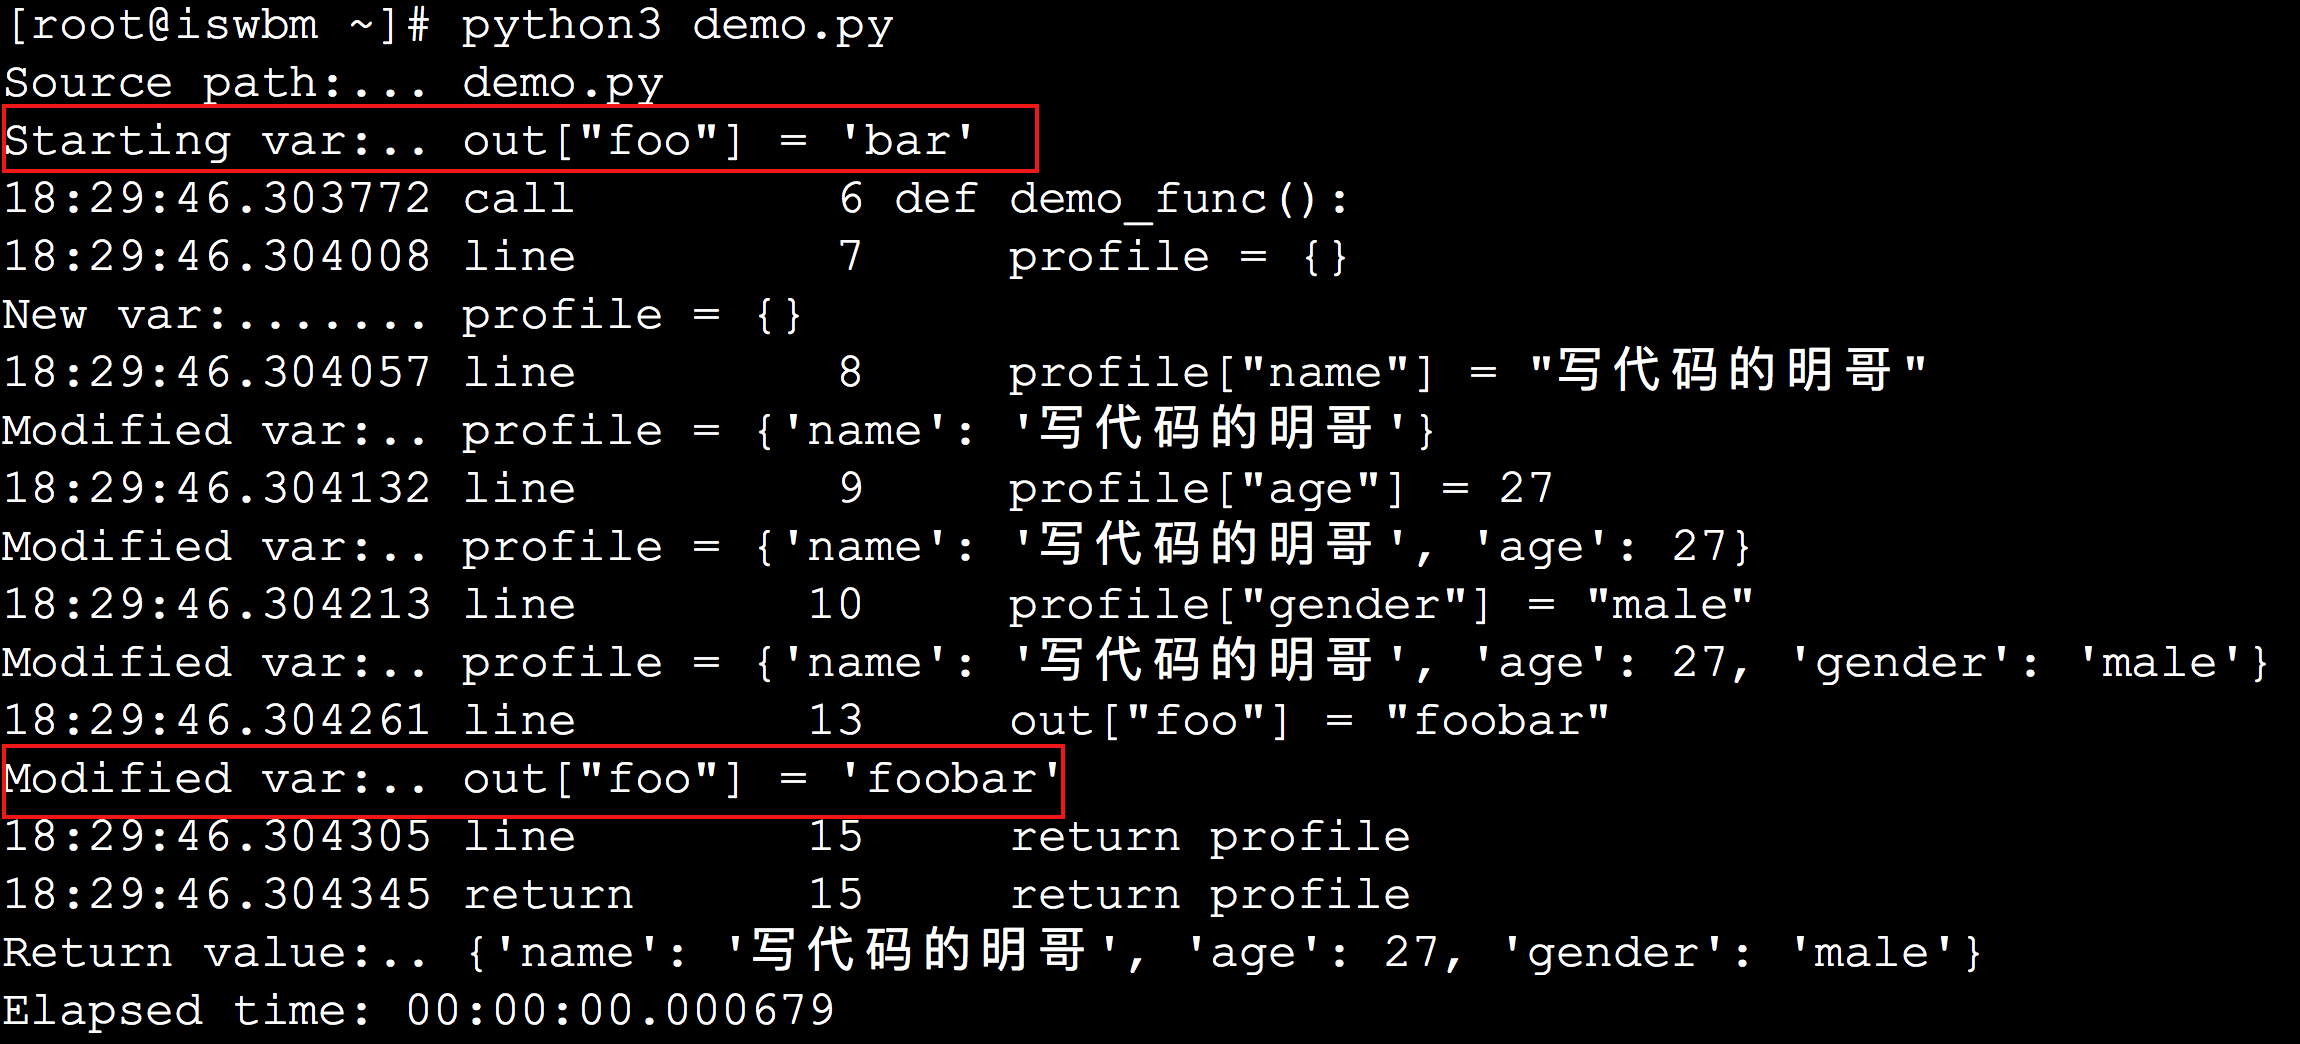 [root@iswbm ~]# python3 demo.py
Source path:... demo.py
Starting var:.. out["foo"] = 'bar'
18:29:46.303772 call         6 def demo_func():
18:29:46.304008 line         7     profile = {}
New var:....... profile = {}
18:29:46.304057 line         8     profile["name"] = "写代码的明哥"
Modified var:.. profile = {'name': '写代码的明哥'}
18:29:46.304132 line         9     profile["age"] = 27
Modified var:.. profile = {'name': '写代码的明哥', 'age': 27}
18:29:46.304213 line        10     profile["gender"] = "male"
Modified var:.. profile = {'name': '写代码的明哥', 'age': 27, 'gender': 'male'}
18:29:46.304261 line        13     out["foo"] = "foobar"
Modified var:.. out["foo"] = 'foobar'
18:29:46.304305 line        15     return profile
18:29:46.304345 return      15     return profile
Return value:.. {'name': '写代码的明哥', 'age': 27, 'gender': 'male'}
Elapsed time: 00:00:00.000679